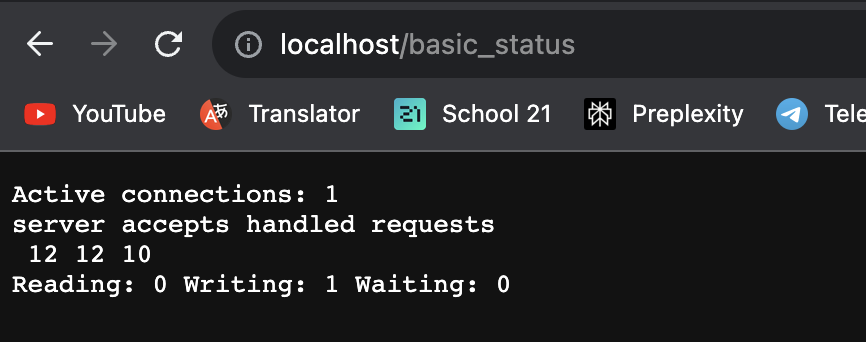 localhost/basic_status
YouTube Translator School 21 Preplexity Tele
Active connections: 1
server accepts handled requests
12 12 10
Reading: 0 Writing: 1 Waiting: 0